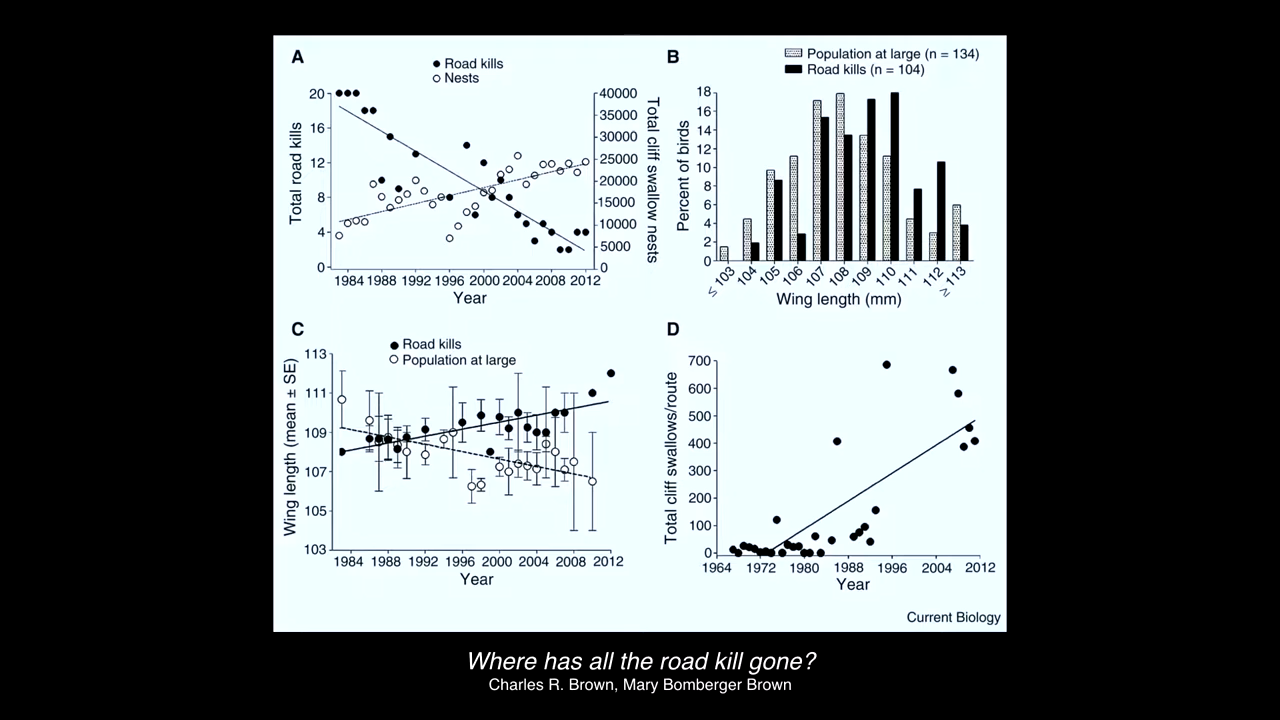 A
Road kills
Nests
20
16
12
8
4
0
Total road kills
40000
35000
30000
25000
20000
15000
10000
5000
0
Total cliff swallow nests
1984 1988 1992 1996 2000 2004 2008 2012
Year
B
Population at large (n = 134)
Road kills (n = 104)
18
16
14
12
10
8
6
4
2
0
Percent of birds
≤ 103 104 105 106 107 108 109 110 111 112 ≥ 113
Wing length (mm)
C
Road kills
Population at large
113
111
109
107
105
103
Wing length (mean ± SE)
1984 1988 1992 1996 2000 2004 2008 2012
Year
D
700
600
500
400
300
200
100
0
Total cliff swallows/route
1964 1972 1980 1988 1996 2004 2012
Year
Current Biology
Where has all the road kill gone?
Charles R. Brown, Mary Bomberger Brown